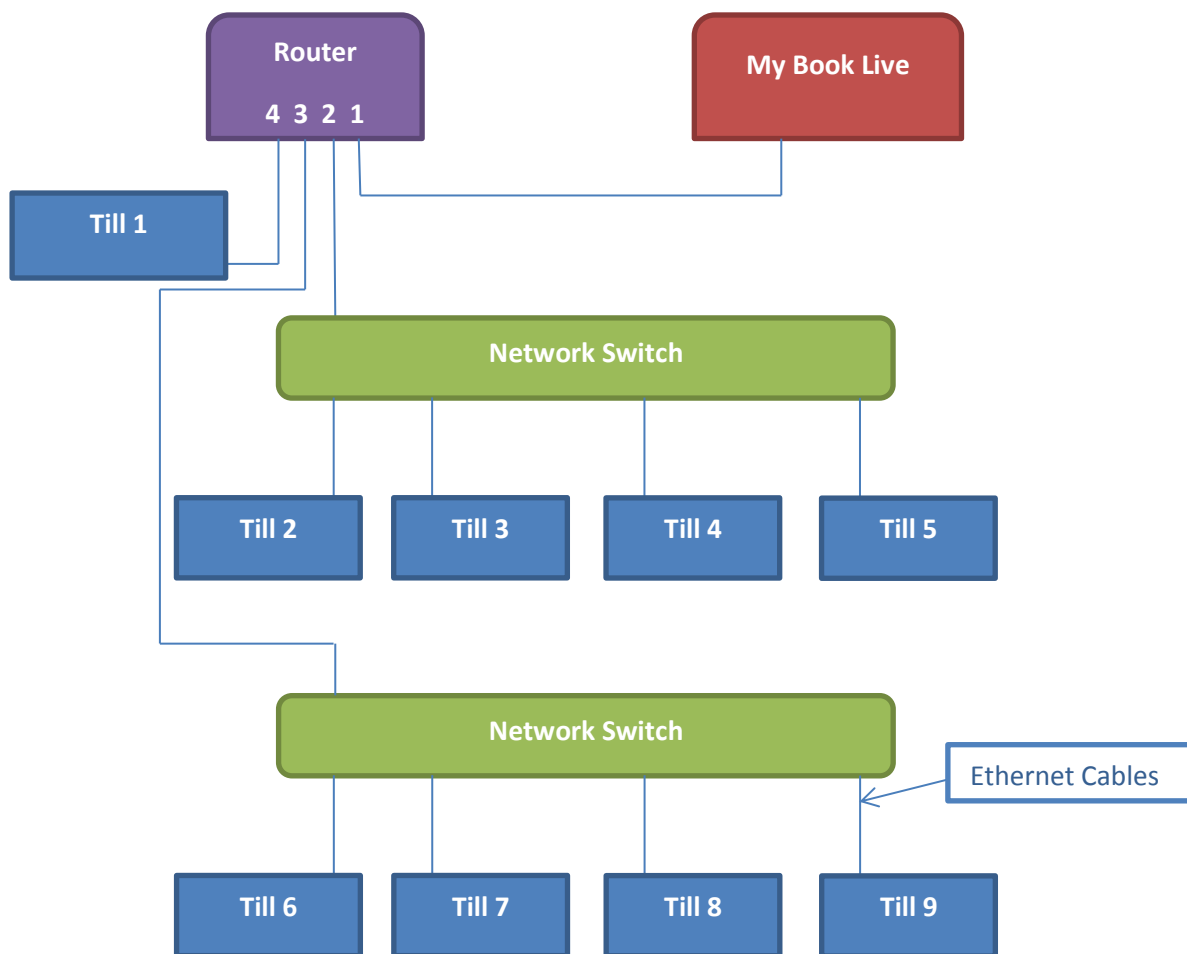 Router
4 3 2 1
My Book Live
Till 1
Network Switch
Till 2
Till 3
Till 4
Till 5
Network Switch
Ethernet Cables
Till 6
Till 7
Till 8
Till 9